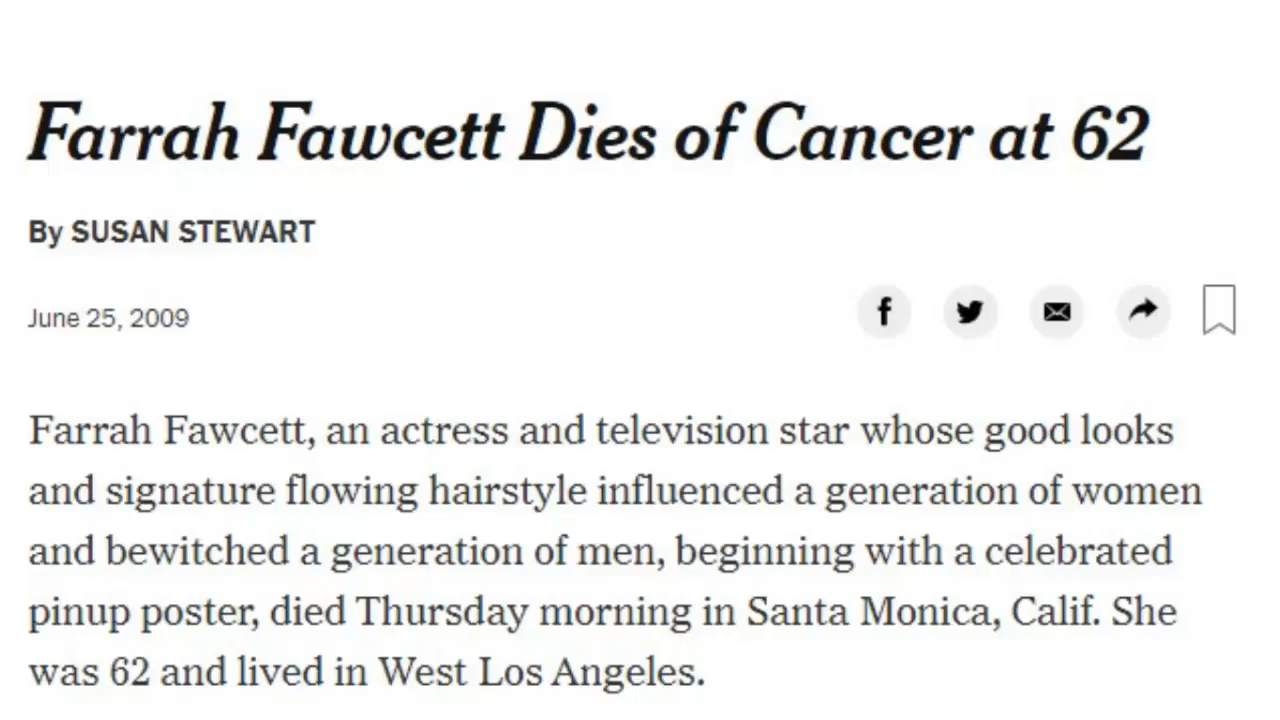 Farrah Fawcett Dies of Cancer at 62
By SUSAN STEWART
June 25, 2009
Farrah Fawcett, an actress and television star whose good looks
and signature flowing hairstyle influenced a generation of women
and bewitched a generation of men, beginning with a celebrated
pinup poster, died Thursday morning in Santa Monica, Calif. She
was 62 and lived in West Los Angeles.